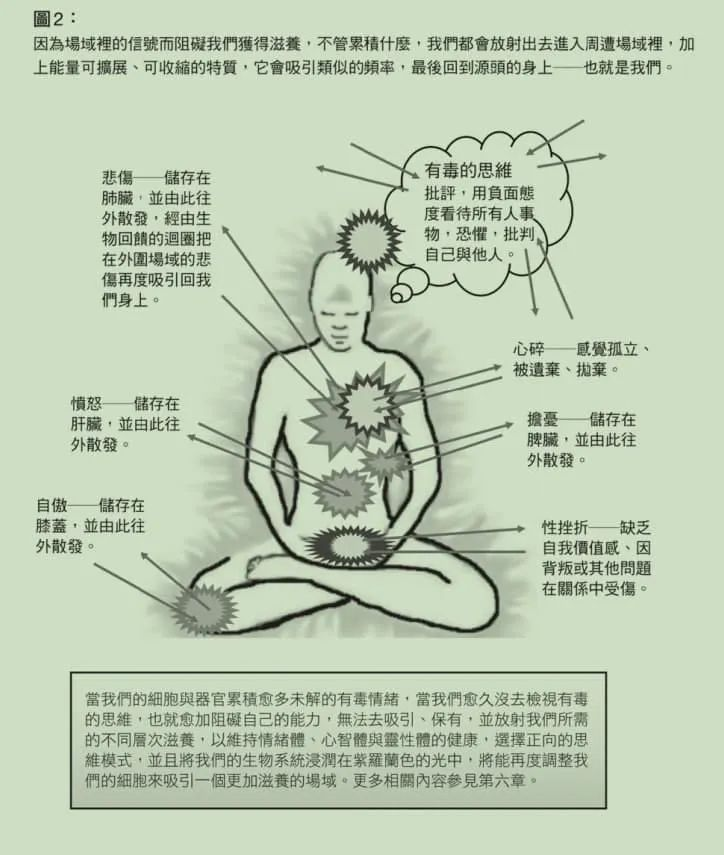 圖2：
因為場域裡的信號而阻礙我們獲得滋養，不管累積什麼，我們都會放射出去進入周遭場域裡，加
上能量可擴展、可收縮的特質，它會吸引類似的頻率，最後回到源頭的身上──也就是我們。
有毒的思維
批評，用負面態
度看待所有人事
物，恐懼，批判
自己與他人。
悲傷──儲存在
肺臟，並由此往
外散發，經由生
物回饋的迴圈把
在外圍場域的悲
傷再度吸引回我
們身上。
心碎──感覺孤立、
被遺棄、拋棄。
憤怒──儲存在
肝臟，並由此往
外散發。
擔憂──儲存在
脾臟，並由此往
外散發。
自傲──儲存在
膝蓋，並由此往
外散發。
性挫折──缺乏
自我價值感、因
背叛或其他問題
在關係中受傷。
當我們的細胞與器官累積愈多未解的有毒情緒，當我們愈久沒去檢視有毒
的思維，也就愈加阻礙自己的能力，無法去吸引、保有，並放射我們所需
的不同層次滋養，以維持情緒體、心智體與靈性體的健康，選擇正向的思
維模式，並且將我們的生物系統浸潤在紫羅蘭色的光中，將能再度調整我
們的細胞來吸引一個更加滋養的場域。更多相關內容參見第六章。